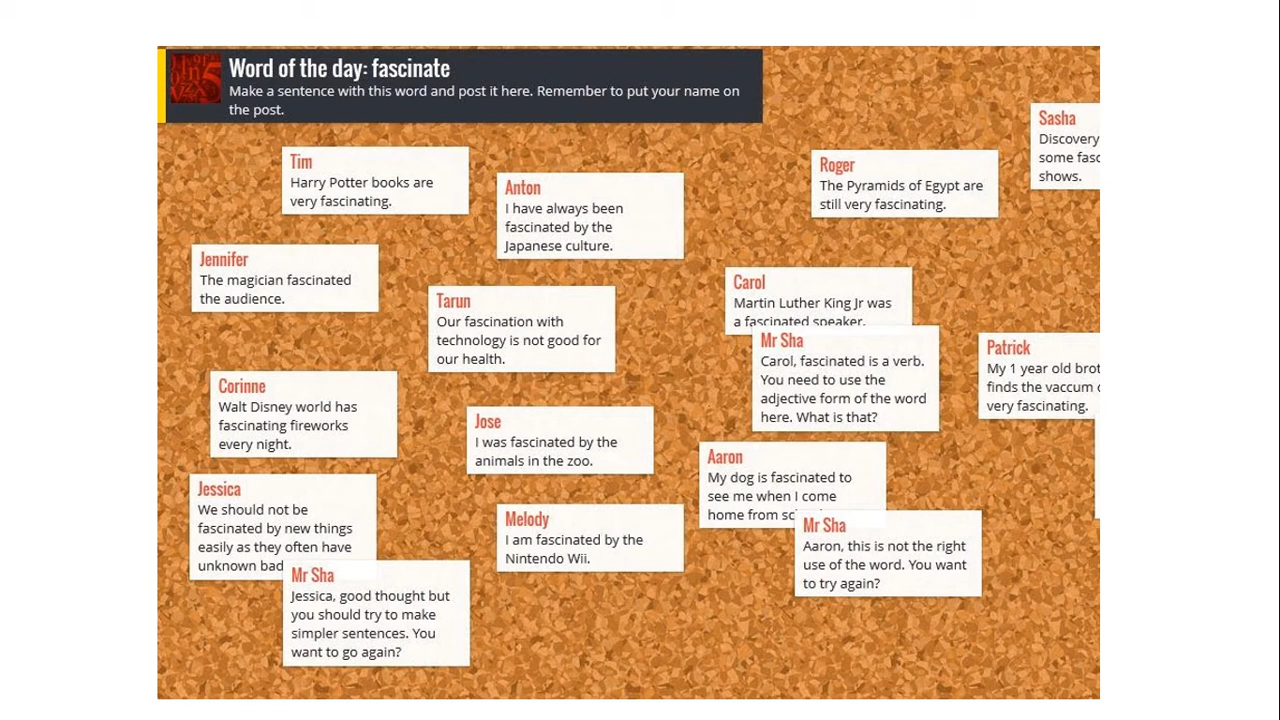 Word of the day: fascinate
Make a sentence with this word and post it here. Remember to put your name on
the post.
Sasha
Discovery
some
shows.
Tim
Harry Potter books are
very fascinating.
Roger
The Pyramids of Egypt are
still very fascinating.
Anton
I have always been
fascinated by the
Japanese culture.
Jennifer
The magician fascinated
the audience.
Carol
Martin Luther King Jr was
a fascinated speaker.
Mr Sha
Carol, fascinated is a verb.
You need to use the
adjective form of the word
here. What is that?
Tarun
Our fascination with
technology is not good for
our health.
Patrick
My 1 year old
finds the vaccum
very fascinating.
Corinne
Walt Disney world has
fascinating fireworks
every night.
Jose
I was fascinated by the
animals in the zoo.
Aaron
My dog is fascinated to
see me when I come
home from
Mr Sha
Aaron, this is not the right
use of the word. You want
to try again?
Jessica
We should not be
fascinated by new things
easily as they often have
unknown bad
Mr Sha
Jessica, good thought but
you should try to make
simpler sentences. You
want to go again?
Melody
I am fascinated by the
Nintendo Wii.